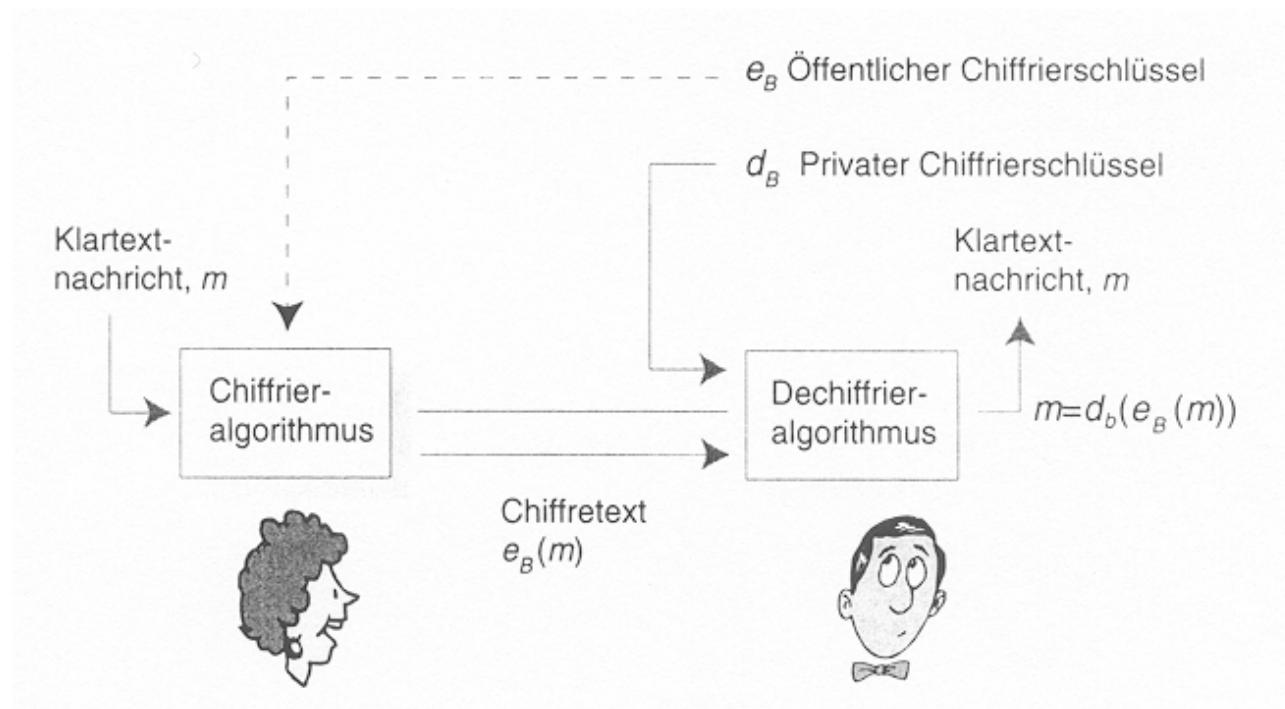 e_B Öffentlicher Chiffrierschlüssel
d_B Privater Chiffrierschlüssel
Klartext-
nachricht, m
Klartext-
nachricht, m
Chiffrier-
algorithmus
Dechiffrier-
algorithmus
m=d_b(e_B(m))
Chiffretext
e_B(m)